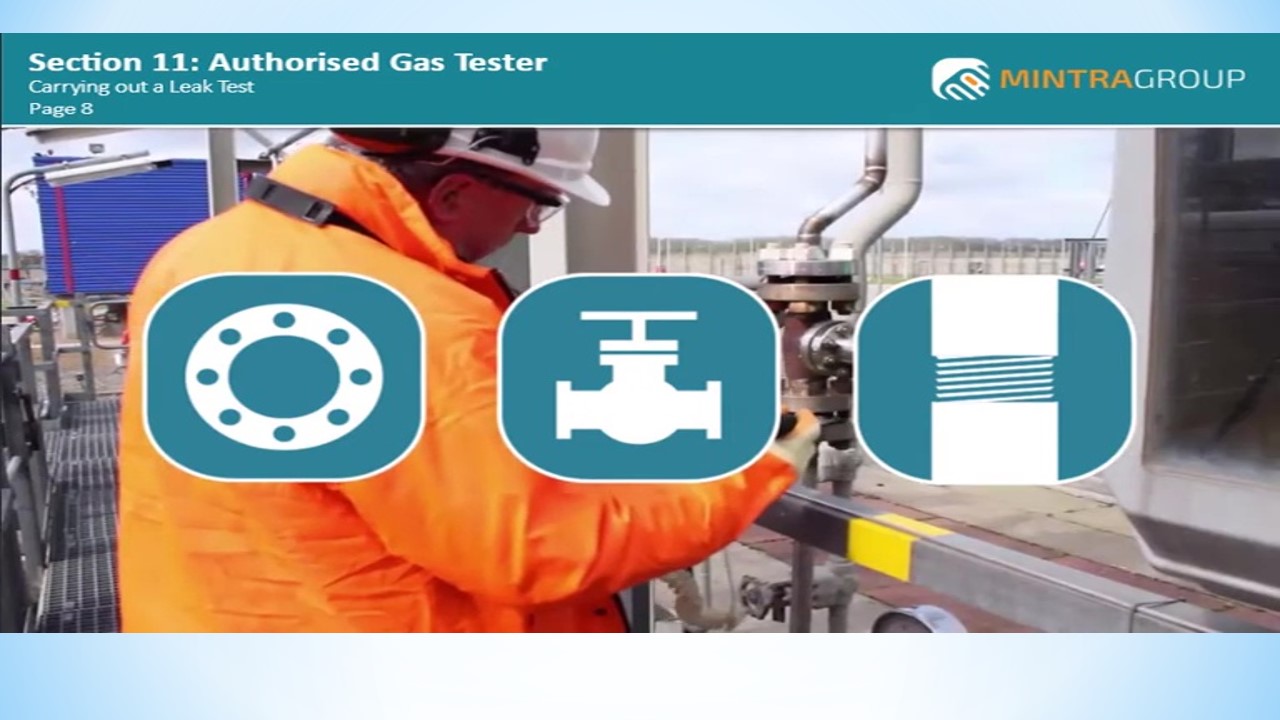 Section 11: Authorised Gas Tester
Carrying out a Leak Test
Page 8
MINTRAGROUP